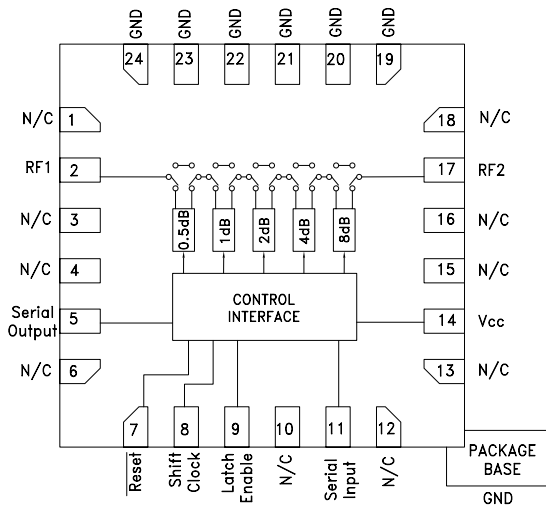 GND
GND
GND
GND
GND
GND
24
23
22
21
20
19
N/C
1
18
N/C
RF1
2
17
RF2
N/C
3
16
N/C
0.5dB
1dB
2dB
4dB
8dB
N/C
4
15
N/C
CONTROL
INTERFACE
Serial
Output
5
14
Vcc
N/C
6
13
N/C
7
8
9
10
11
12
Reset
Shift
Clock
Latch
Enable
N/C
Serial
Input
N/C
PACKAGE
BASE
GND